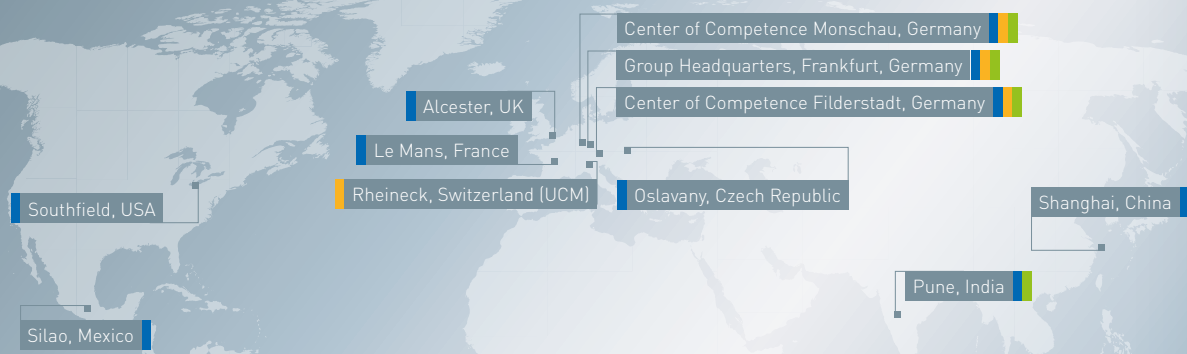 Center of Competence Monschau, Germany
Group Headquarters, Frankfurt, Germany
Center of Competence Filderstadt, Germany
Alcester, UK
Le Mans, France
Rheineck, Switzerland (UCM)
Oslavany, Czech Republic
Southfield, USA
Shanghai, China
Pune, India
Silao, Mexico